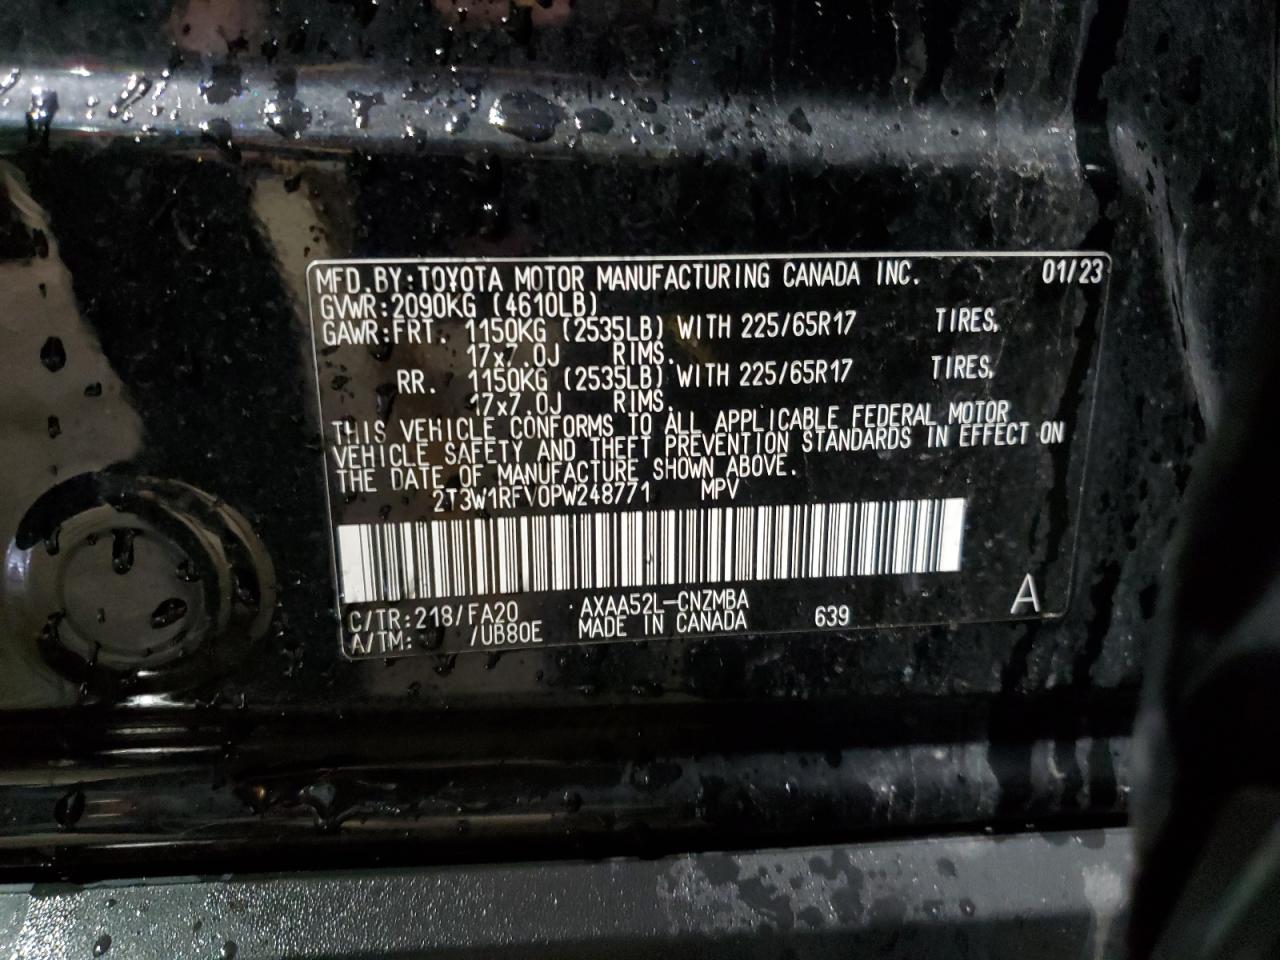 MFD.BY:TOYOTA MOTOR MANUFACTURING CANADA INC. 01/23
GVWR:2090KG (4610LB)
GAWR:FRT. 1150KG (2535LB) WITH 225/65R17 TIRES,
17x7.0J RIMS.
RR. 1150KG (2535LB) WITH 225/65R17 TIRES,
17x7.0J RIMS.
THIS VEHICLE CONFORMS TO ALL APPLICABLE FEDERAL MOTOR
VEHICLE SAFETY AND THEFT PREVENTION STANDARDS IN EFFECT ON
THE DATE OF MANUFACTURE SHOWN ABOVE.
2T3W1RFV0PW248771 MPV
C/TR:218/FA20 AXAA52L-CNZMBA 639 A
A/TM: /UB80E MADE IN CANADA